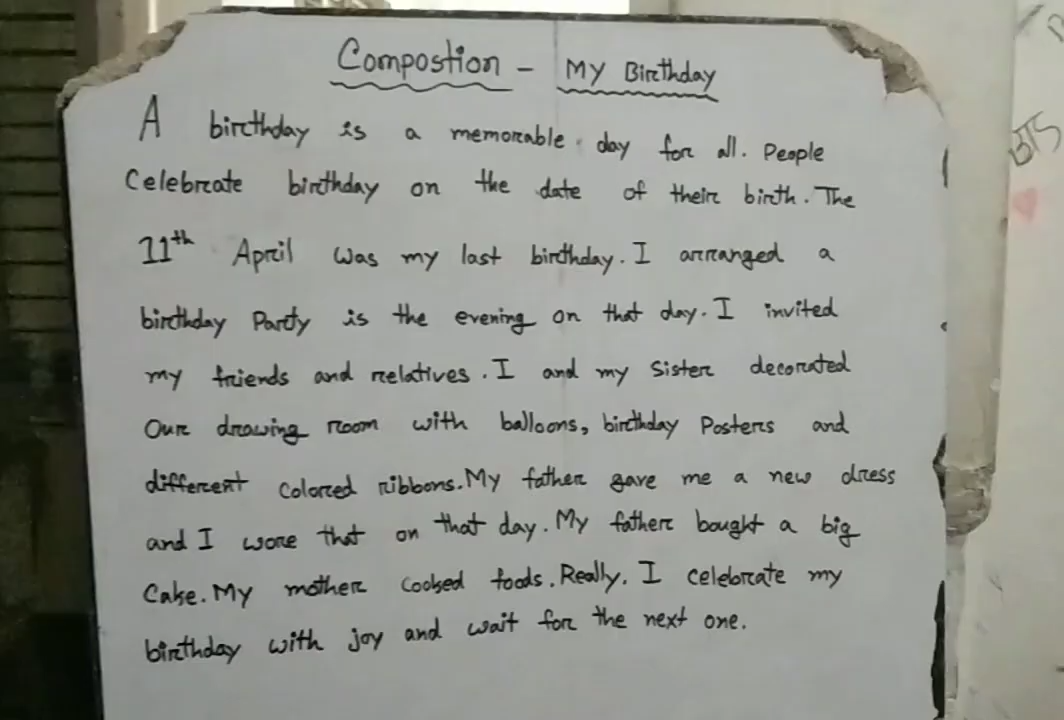 Compostion - My Birthday
A birthday is a memorable day for all. People
Celebrate birthday on the date of their birth. The
11th April was my last birthday. I arranged a
birthday Party is the evening on that day. I invited
my friends and relatives. I and my Sister decorated
Our drawing room with balloons, birthday Posters and
different colored ribbons. My father gave me a new dress
and I wore that on that day. My father bought a big
Cake. My mother cooked foods. Really, I celebrate my
birthday with joy and wait for the next one.
BTS